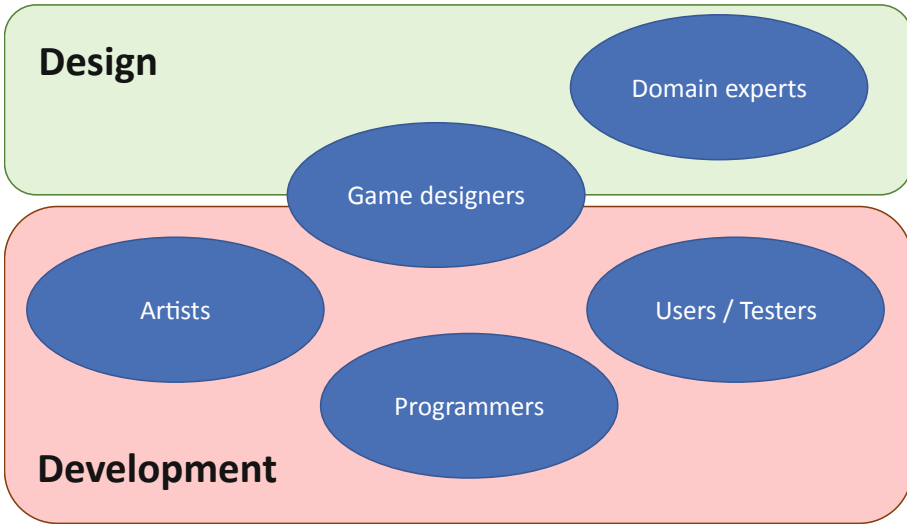 Design
Domain experts
Game designers
Artists
Users / Testers
Programmers
Development